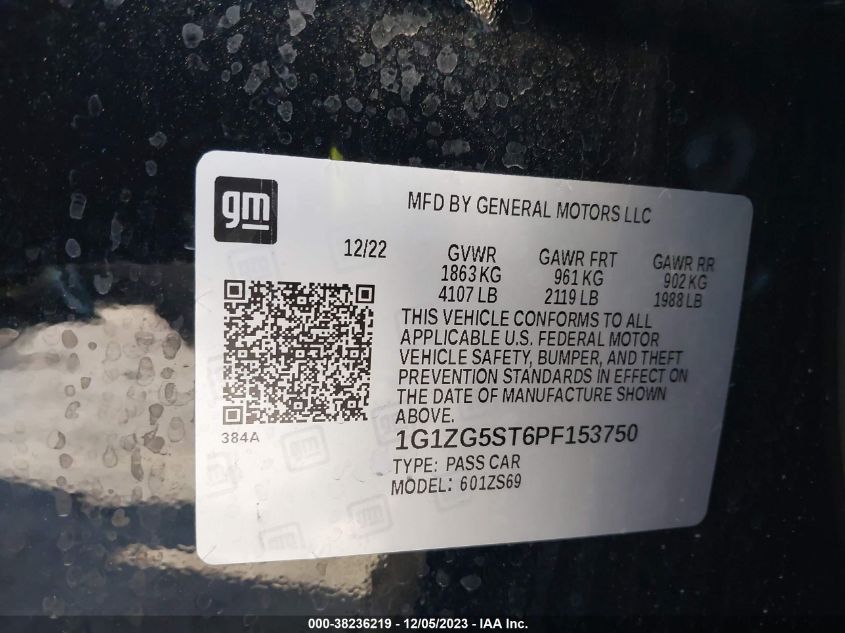 gm
MFD BY GENERAL MOTORS LLC
12/22 GVWR GAWR FRT GAWR RR
1863 KG 961 KG 902 KG
4107 LB 2119 LB 1988 LB
THIS VEHICLE CONFORMS TO ALL
APPLICABLE U.S. FEDERAL MOTOR
VEHICLE SAFETY, BUMPER, AND THEFT
PREVENTION STANDARDS IN EFFECT ON
THE DATE OF MANUFACTURE SHOWN
ABOVE.
384A
1G1ZG5ST6PF153750
TYPE: PASS CAR
MODEL: 601ZS69
000-38236219 - 12/05/2023 - IAA Inc.